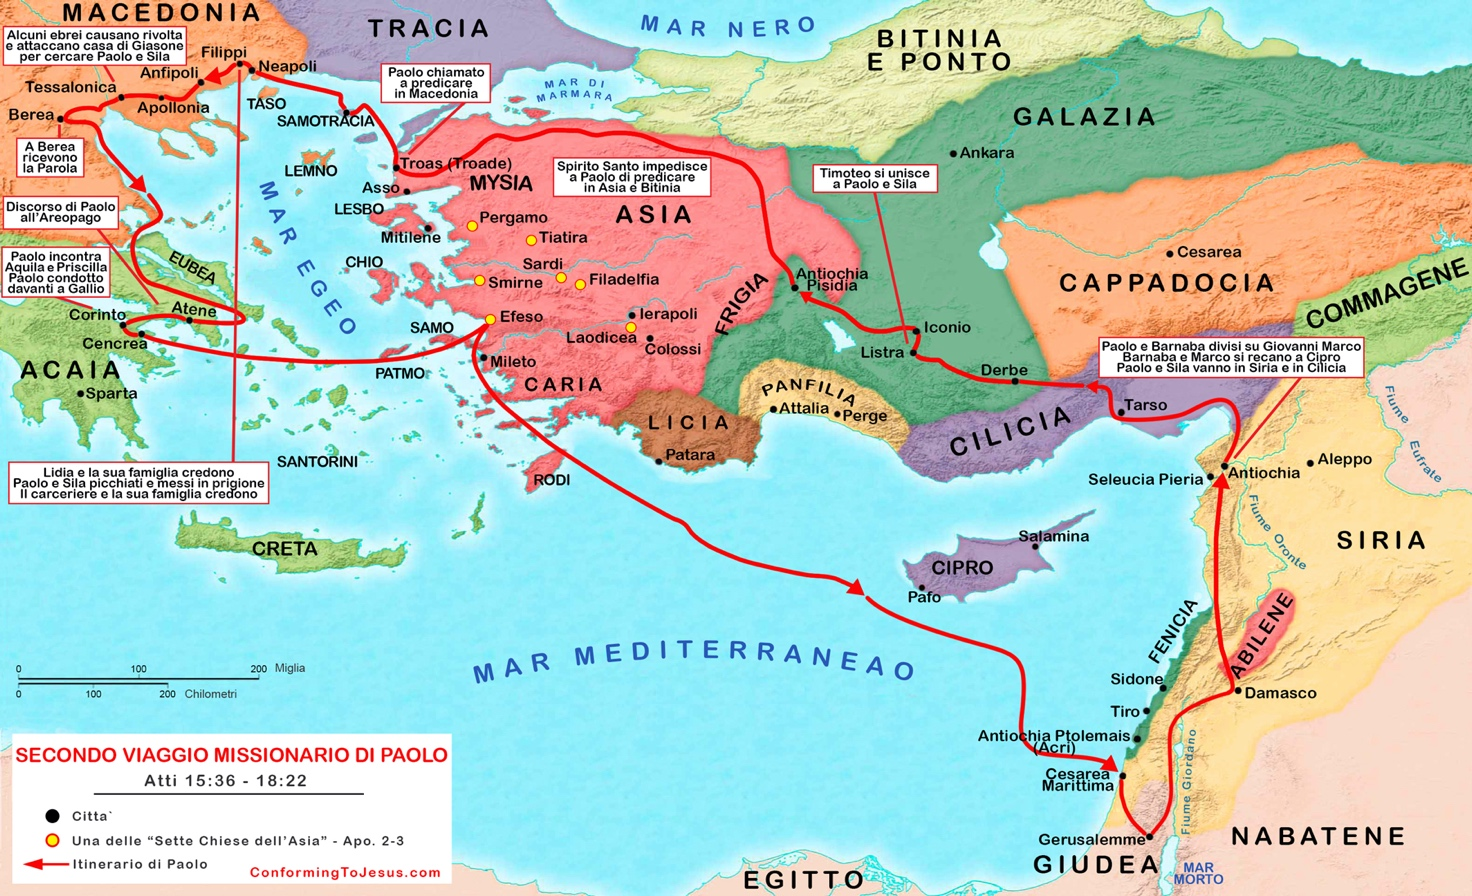 MACEDONIA
TRACIA
MAR NERO
BITINIA
E PONTO
GALAZIA
CAPPADOCIA
COMMAGENE
Alcuni ebrei causano rivolta
e attaccano casa di Giasone
per cercare Paolo e Sila
Filippi
Neapoli
Anfipoli
Tessalonica
Apollonia
Berea
TASO
SAMOTRACIA
Paolo chiamato
a predicare
in Macedonia
MAR DI
MARMARA
A Berea
ricevono
la Parola
LEMNO
Troas (Troade)
MYSIA
Asso
LESBO
Mitilene
Spirito Santo impedisce
a Paolo di predicare
in Asia e Bitinia
ASIA
Timoteo si unisce
a Paolo e Sila
Ankara
Cesarea
Discorso di Paolo
all'Areopago
MAR EGEO
Pergamo
Tiatira
Sardi
Filadelfia
Smirne
CHIO
EUBEA
Paolo incontra
Aquila e Priscilla
Paolo condotto
davanti a Gallio
Corinto
Atene
Cencrea
ACAIA
Sparta
SAMO
Efeso
Ierapoli
Laodicea
Colossi
FRIGIA
Antiochia
Pisidia
Iconio
Listra
Derbe
PATMO
Mileto
CARIA
LICIA
Patara
PANFILIA
Attalia
Perge
CILICIA
Tarso
Paolo e Barnaba divisi su Giovanni Marco
Barnaba e Marco si recano a Cipro
Paolo e Sila vanno in Siria e in Cilicia
Fiume Eufrate
Lidia e la sua famiglia credono
Paolo e Sila picchiati e messi in prigione
Il carceriere e la sua famiglia credono
SANTORINI
RODI
CRETA
Seleucia Pieria
Antiochia
Aleppo
Fiume Oronte
SIRIA
Salamina
CIPRO
Pafo
FENICIA
ABILENE
Sidone
Tiro
Damasco
Antiochia Ptolemais
(Acri)
Cesarea
Marittima
Fiume Giordano
Gerusalemme
GIUDEA
MAR
MORTO
NABATENE
EGITTO
MAR MEDITERRANEAO
0 100 200 Miglia
0 100 200 Chilometri
SECONDO VIAGGIO MISSIONARIO DI PAOLO
Atti 15:36 - 18:22
Citta`
Una delle “Sette Chiese dell’Asia” - Apo. 2-3
Itinerario di Paolo
ConformingToJesus.com